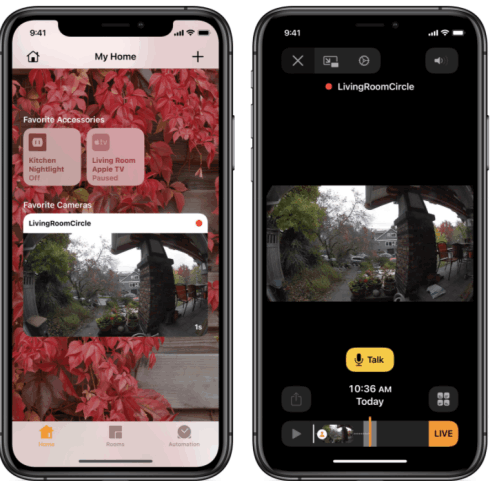 9:41
My Home
Favorite Accessories
Kitchen
Nightlight
Off
tv
Living Room
Apple TV
Paused
Favorite Cameras
LivingRoomCircle
1s
Home
Rooms
Automation
9:41
LivingRoomCircle
Talk
10:36 AM
Today
LIVE